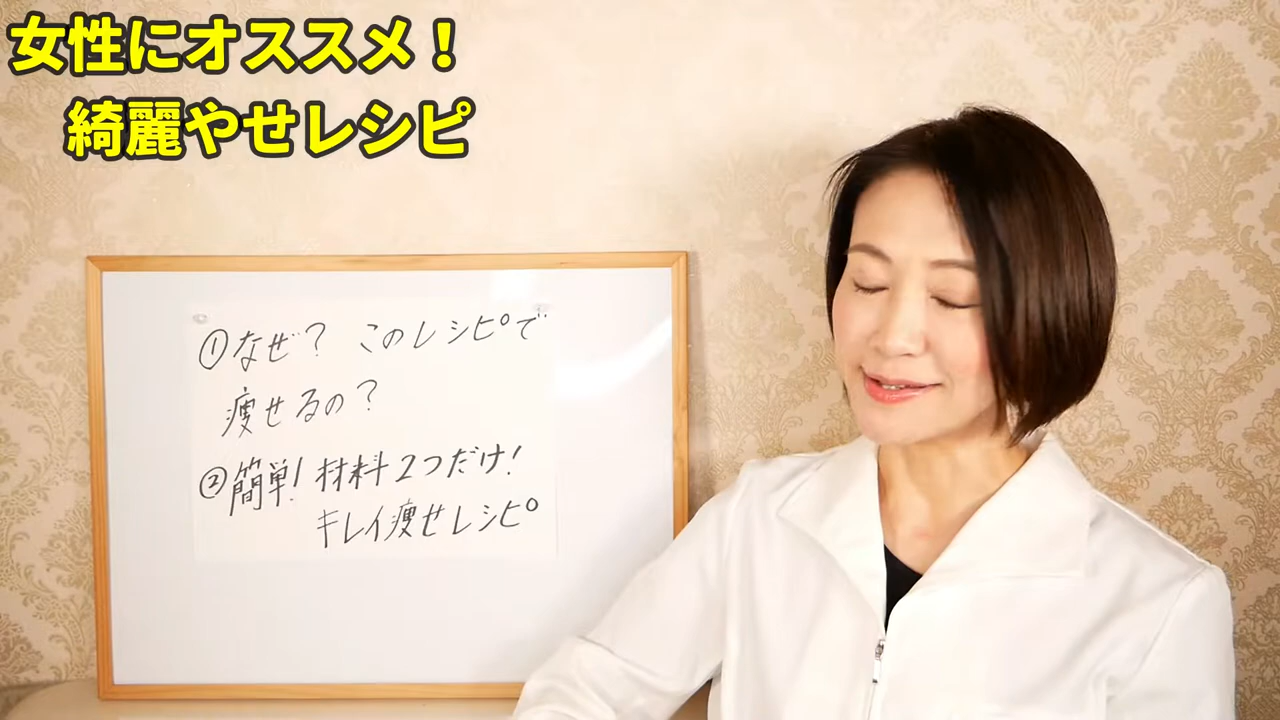 女性にオススメ！
綺麗やせレシピ
①なぜ？ このレシピで
痩せるの？
②簡単！ 材料2つだけ！
キレイ痩せレシピ